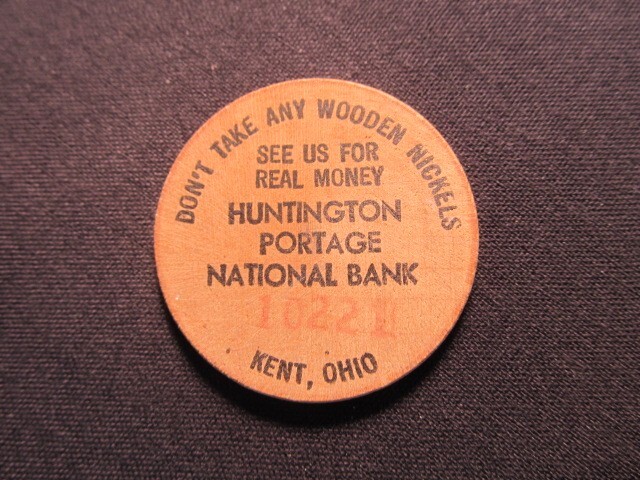 DON'T TAKE ANY WOODEN NICKELS
SEE US FOR
REAL MONEY
HUNTINGTON
PORTAGE
NATIONAL BANK
10221
KENT, OHIO